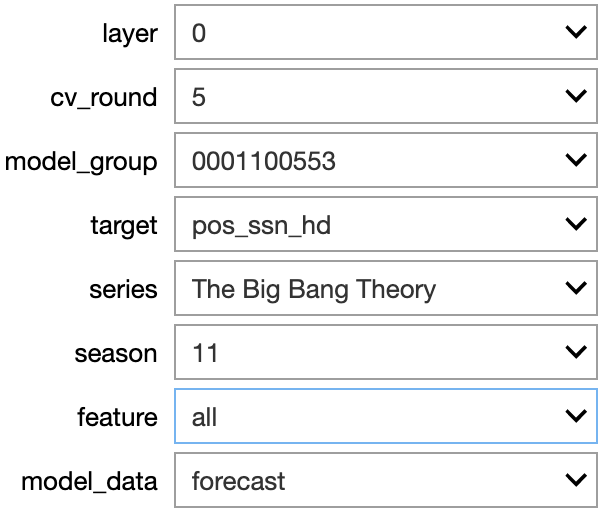 layer 0
cv_round 5
model_group 0001100553
target pos_ssn_hd
series The Big Bang Theory
season 11
feature all
model_data forecast